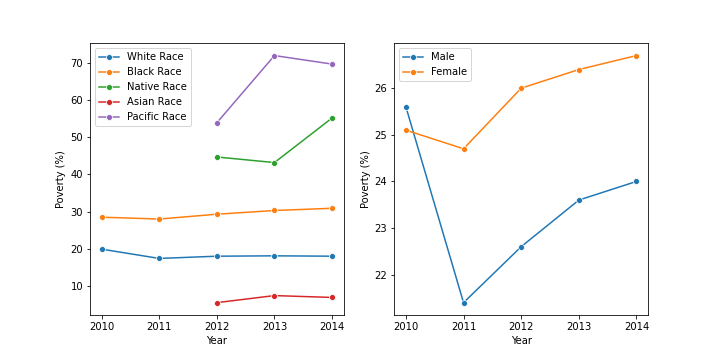 White Race
Black Race
Native Race
Asian Race
Pacific Race
70
60
50
40
30
20
10
Poverty (%)
2010 2011 2012 2013 2014
Year
Male
Female
26
25
24
23
22
Poverty (%)
2010 2011 2012 2013 2014
Year